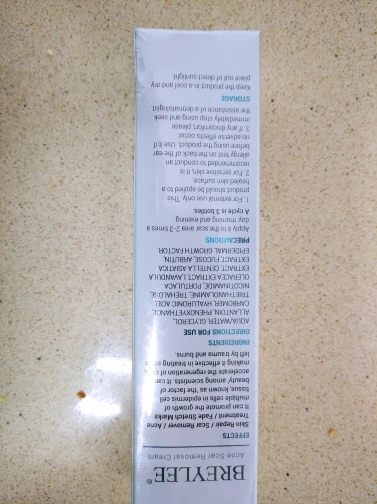 BREYLEE®
Acne Scar Removal Cream
EFFECTS
Skin Repair / Scar Remover / Acne
Treatment / Fade Stretch Marks
It can promote the growth of
multiple cells in epidermis cell
tissue, known as the factor of
beauty among scientists. It can
accelerate the regeneration of
making it effective in treating
left by trauma and burns.
INGREDIENTS
DIRECTIONS FOR USE
AQUA/WATER, GLYCEROL,
ALLANTOIN, PHENOXYETHANOL,
CARBOMER, HYALURONIC ACID,
TRIETHANOLAMINE, TREHALOSE,
NICOTINAMIDE, PORTULACA
OLERACEA EXTRACT, LAVANDULA
EXTRACT, CENTELLA ASIATICA
EXTRACT, FUCOSE, ARBUTIN,
EPIDERMAL GROWTH FACTOR.
PRECAUTIONS
Apply it to the scar area 2-3 times a
day, morning and evening
A cycle is 3 bottles.
1. For external use only. This
product should be applied to a
healed skin surface.
2. For sensitive skin, it is
recommended to conduct an
allergy test on the back of the ear
before using the product. Use it if
no adverse effects occur.
3. If any discomfort, please
immediately stop using and seek
the assistance of a dermatologist.
STORAGE
Keep the product in a cool and dry
place out of direct sunlight.